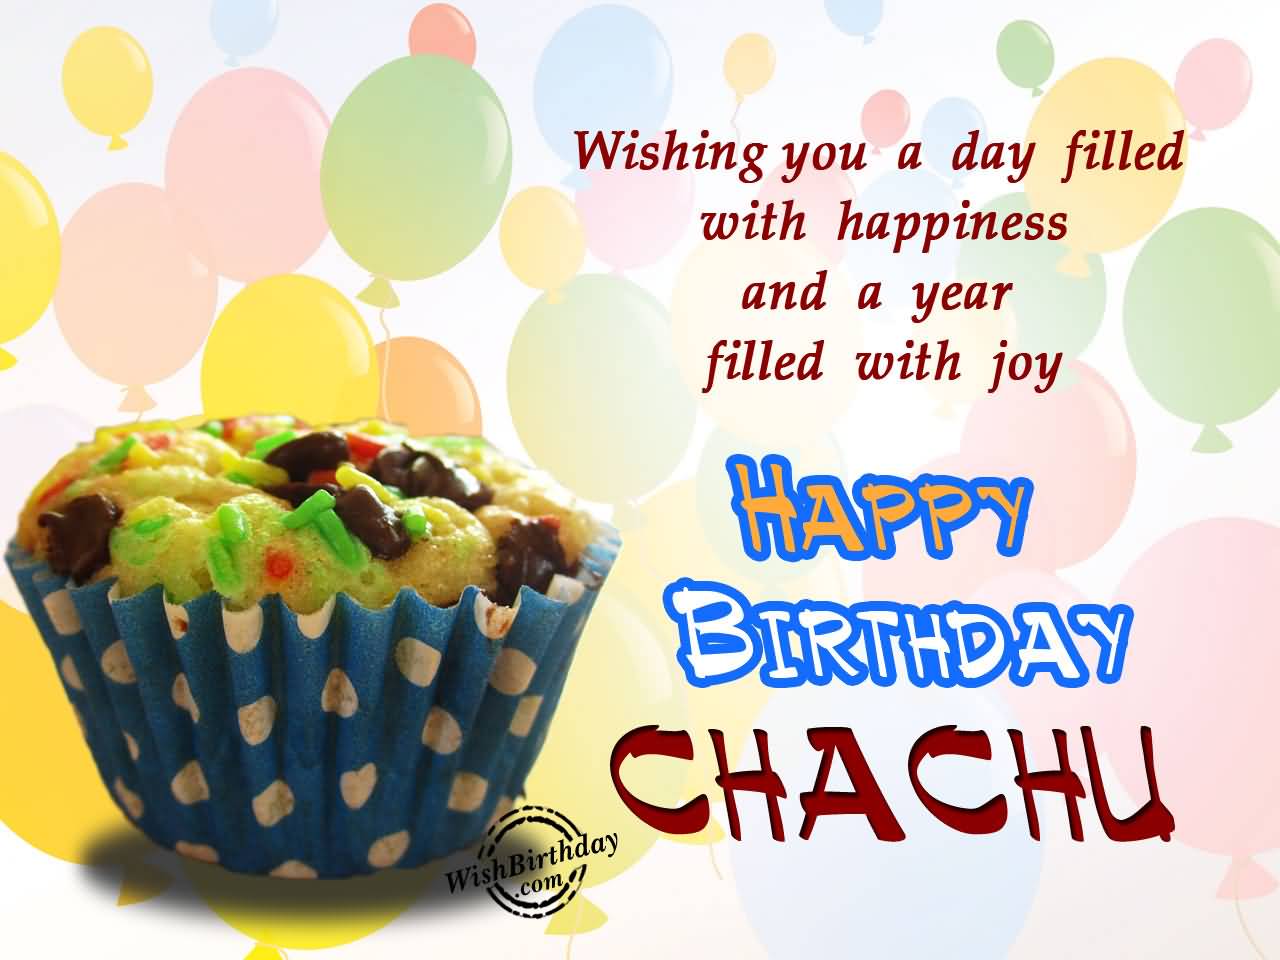 Wishing you a day filled
with happiness
and a year
filled with joy
HAPPY
BIRTHDAY
CHACHU
WishBirthday
.com